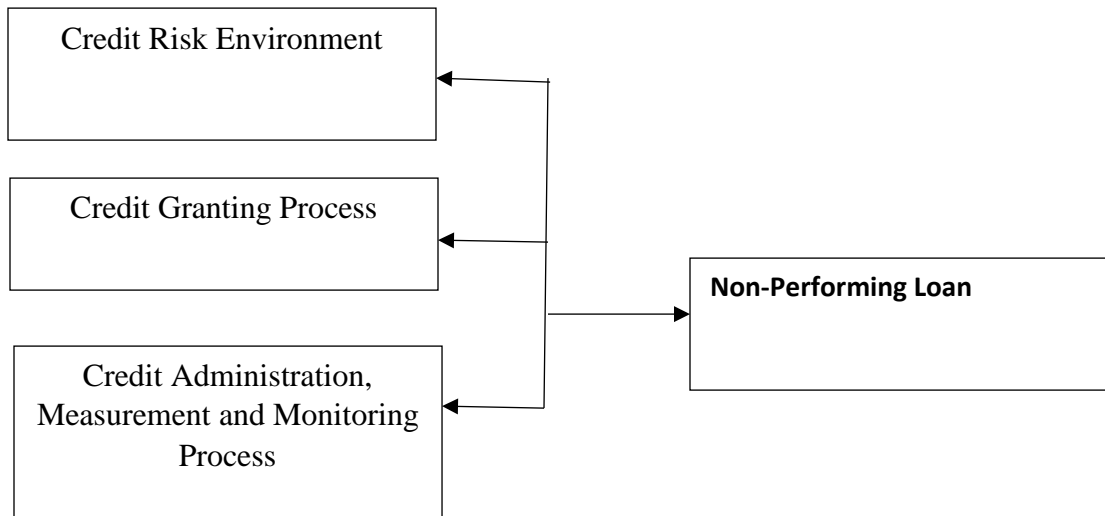 Credit Risk Environment
Credit Granting Process
Non-Performing Loan
Credit Administration,
Measurement and Monitoring
Process